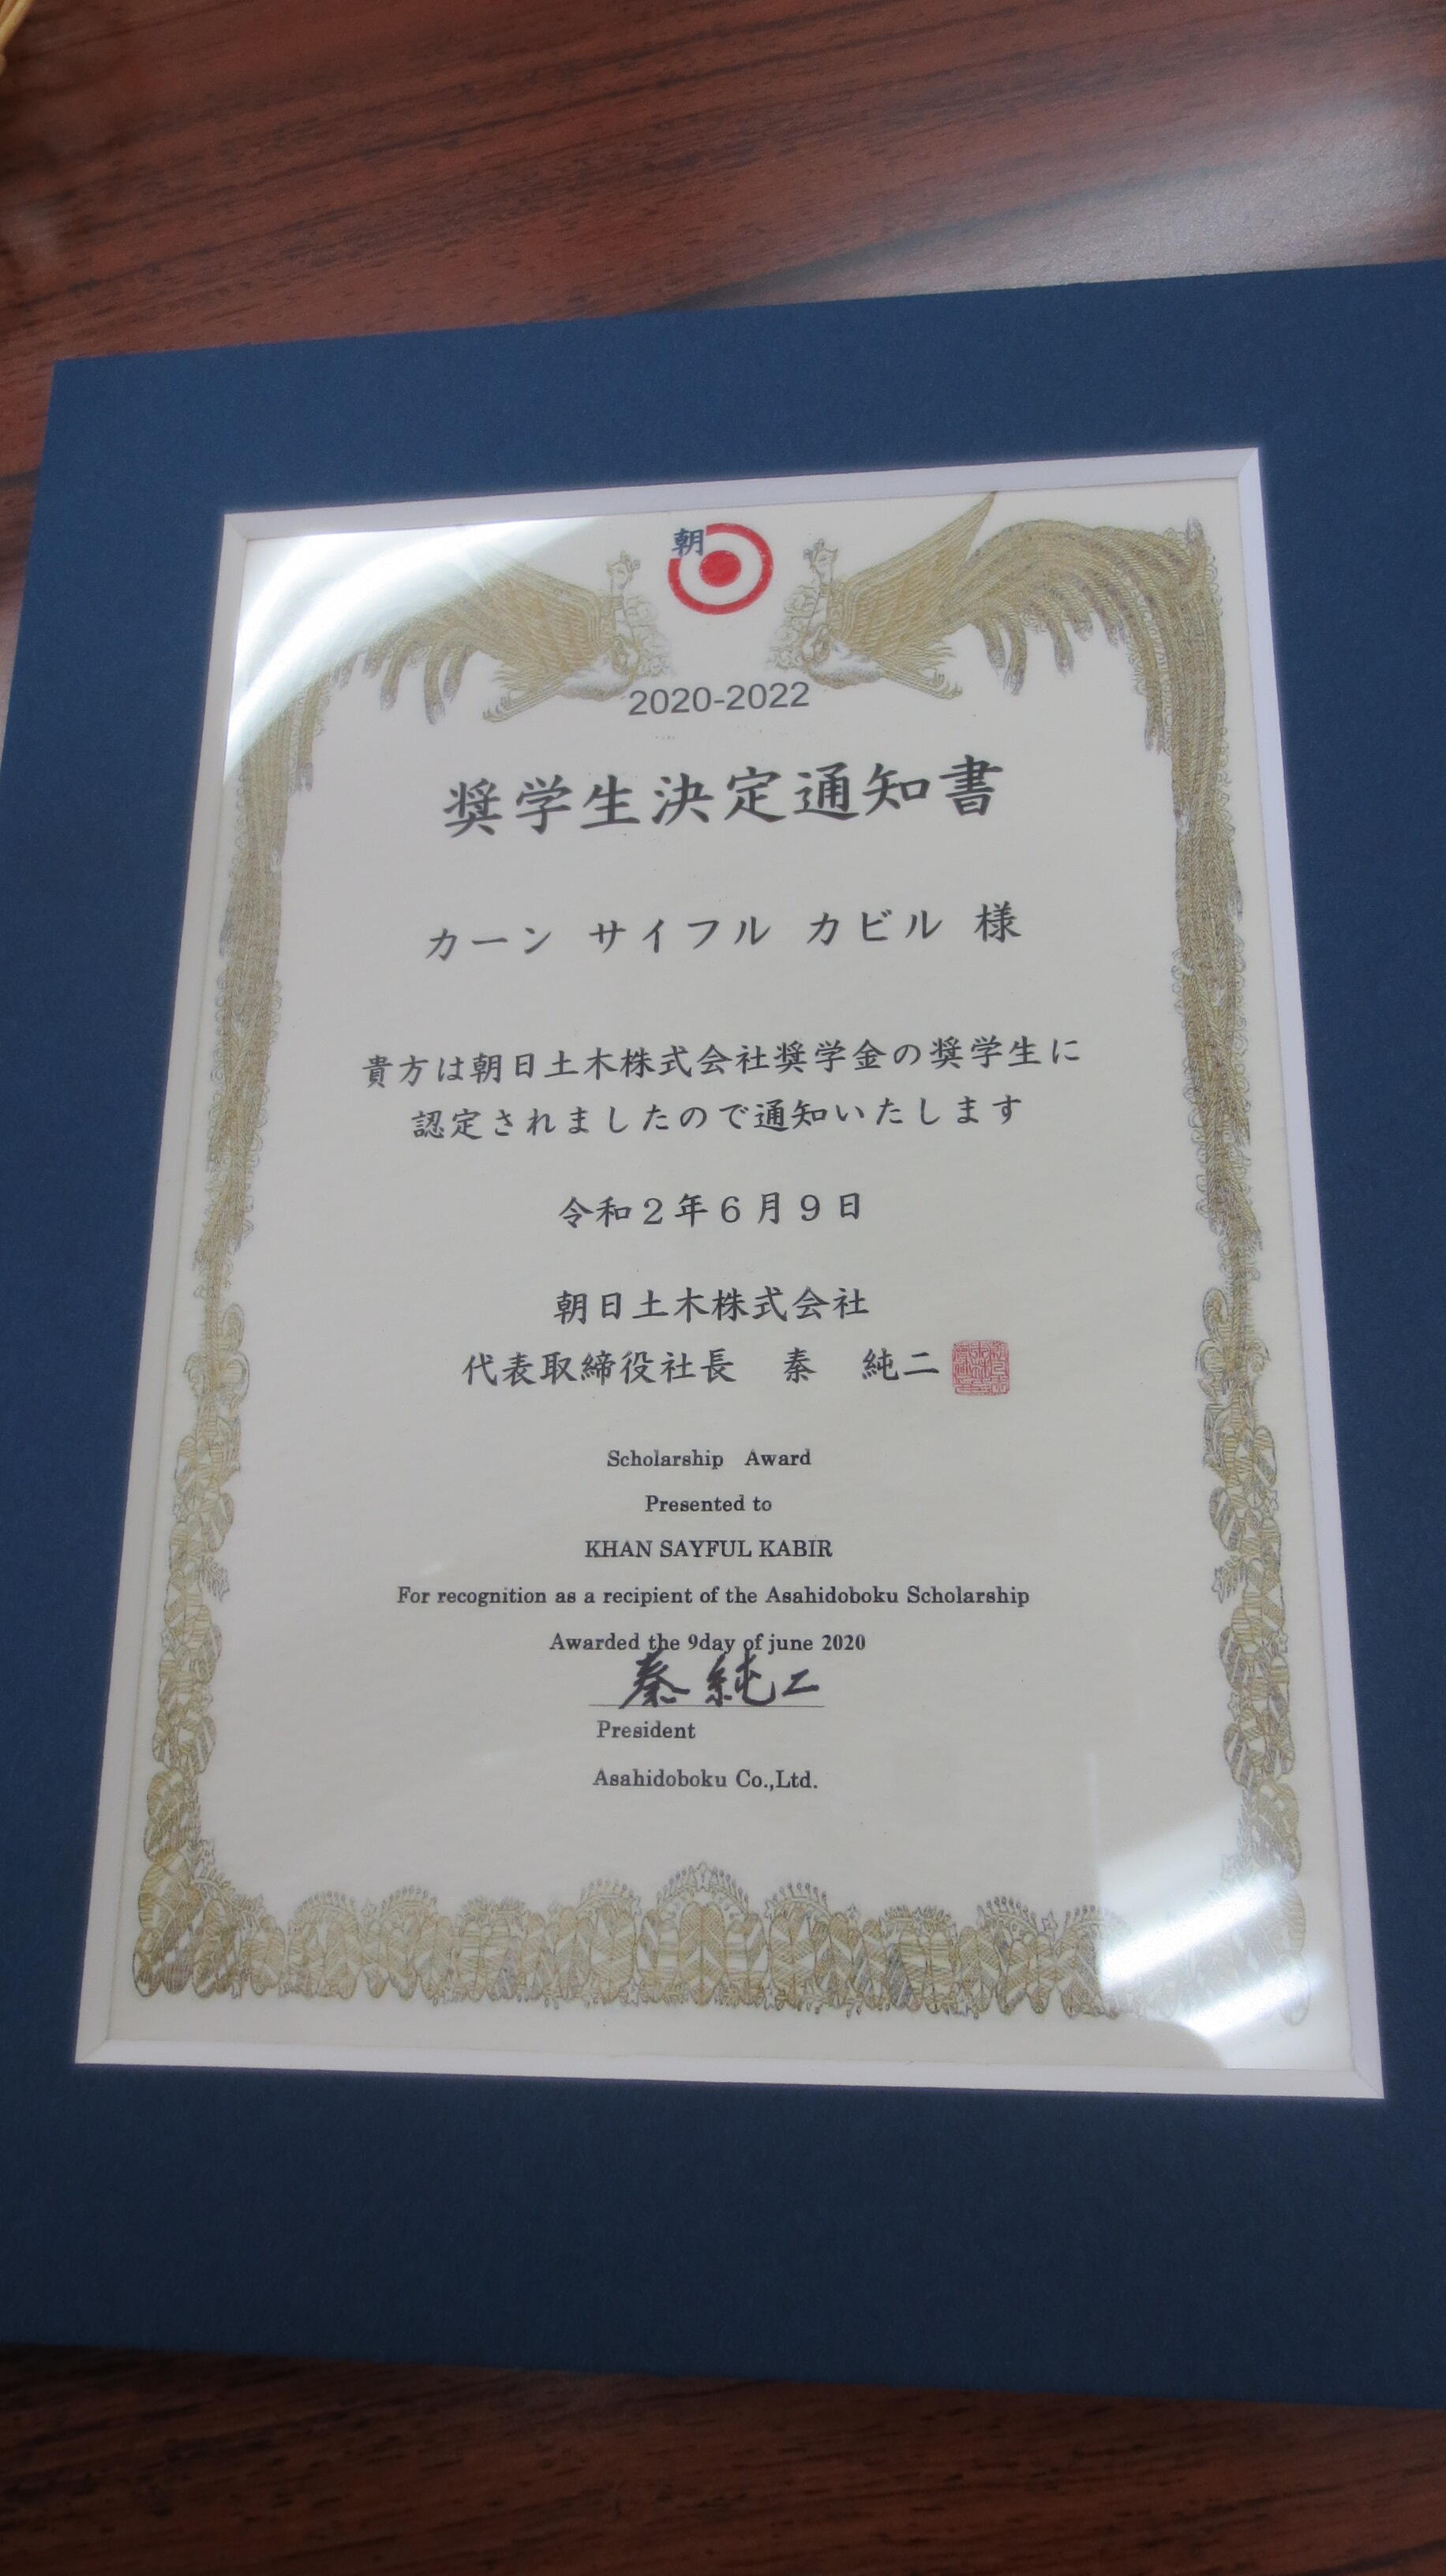 朝
2020-2022
奨学生決定通知書
カーン サイフル カビル 様
貴方は朝日土木株式会社奨学金の奨学生に
認定されましたので通知いたします
令和2年6月9日
朝日土木株式会社
代表取締役社長 秦 純二
Scholarship Award
Presented to
KHAN SAYFUL KABIR
For recognition as a recipient of the Asahidoboku Scholarship
Awarded the 9day of june 2020
秦 純二
President
Asahidoboku Co.,Ltd.